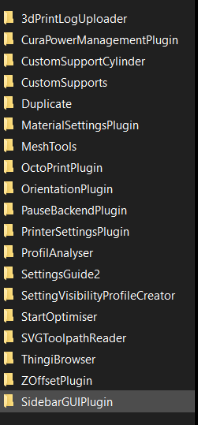 3dPrintLogUploader
CuraPowerManagementPlugin
CustomSupportCylinder
CustomSupports
Duplicate
MaterialSettingsPlugin
MeshTools
OctoPrintPlugin
OrientationPlugin
PauseBackendPlugin
PrinterSettingsPlugin
ProfilAnalyser
SettingsGuide2
SettingVisibilityProfileCreator
StartOptimiser
SVGToolpathReader
ThingiBrowser
ZOffsetPlugin
SidebarGUIPlugin